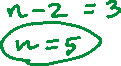 n-2 = 3
n=5